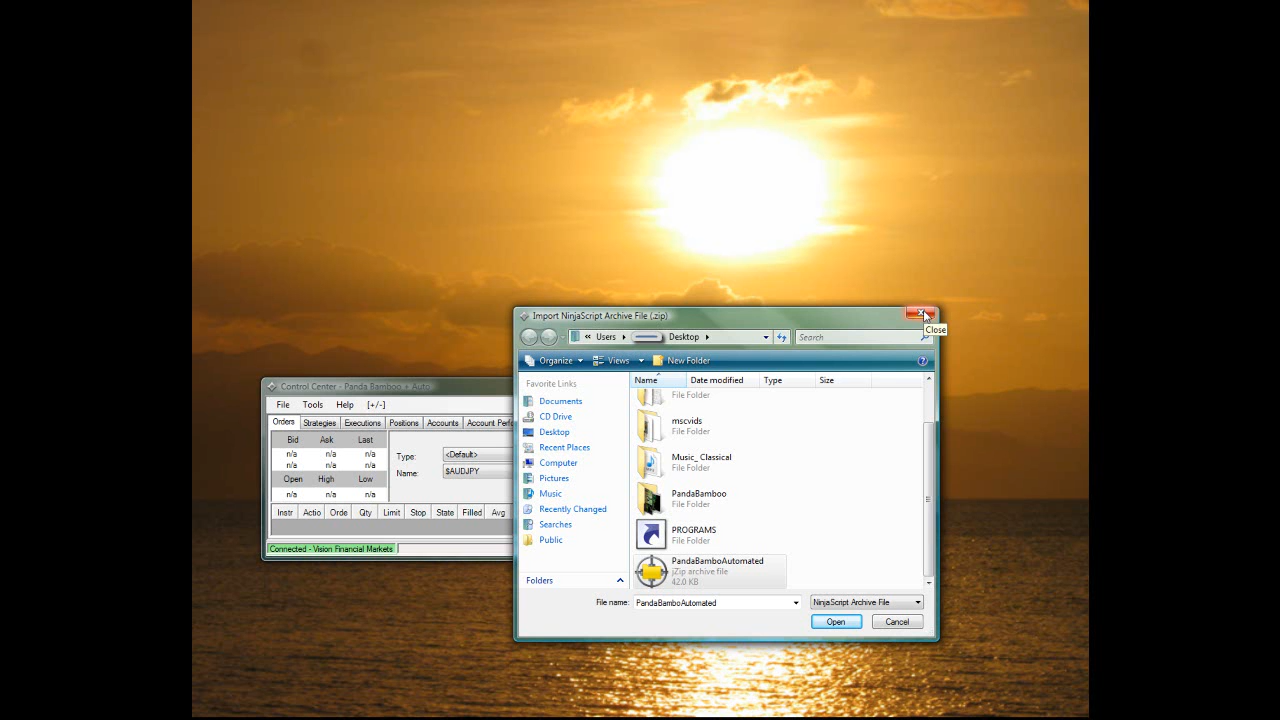 Import NinjaScript Archive File (.zip)
Close
« Users Desktop
Search
Organize Views New Folder
Favorite Links
Documents
CD Drive
Desktop
Recent Places
Computer
Pictures
Music
Recently Changed
Searches
Public
Folders
Name Date modified Type Size
File Folder
mscvids
File Folder
Music_ Classical
File Folder
PandaBamboo
File Folder
PROGRAMS
File Folder
PandaBamboAutomated
jZip archive file
42.0 KB
File name: PandaBamboAutomated NinjaScript Archive File
Open Cancel
Control Center - Panda Bamboo + Auto
File Tools Help [+/-]
Orders Strategies Executions Positions Accounts Account Perf
Bid Ask Last
n/a n/a n/a
n/a n/a n/a
Open High Low
n/a n/a n/a
Type: <Default>
Name: $AUDJPY
Instr Actio Orde Qty Limit Stop State Filled Avg
Connected - Vision Financial Markets